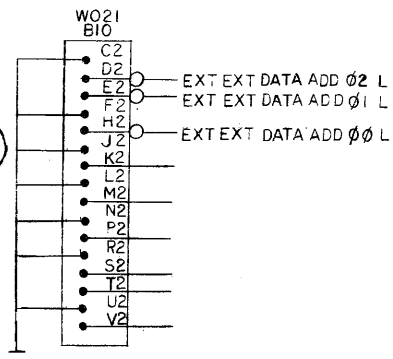 W021
B10
C2
D2
E2 EXT EXT DATA ADD Ø2 L
F2 EXT EXT DATA ADD Ø1 L
H2
J2 EXT EXT DATA ADD ØØ L
K2
L2
M2
N2
P2
R2
S2
T2
U2
V2